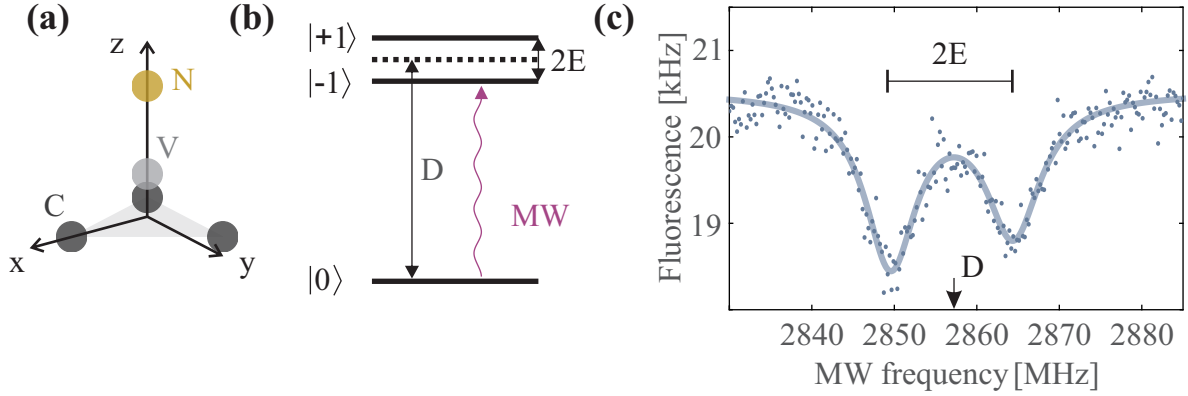 (a)
z
N
V
C
x
y
(b)
|+1⟩
|-1⟩
2E
D
MW
|0⟩
(c)
21
20
19
Fluorescence [kHz]
2E
D
2840 2850 2860 2870 2880
MW frequency [MHz]